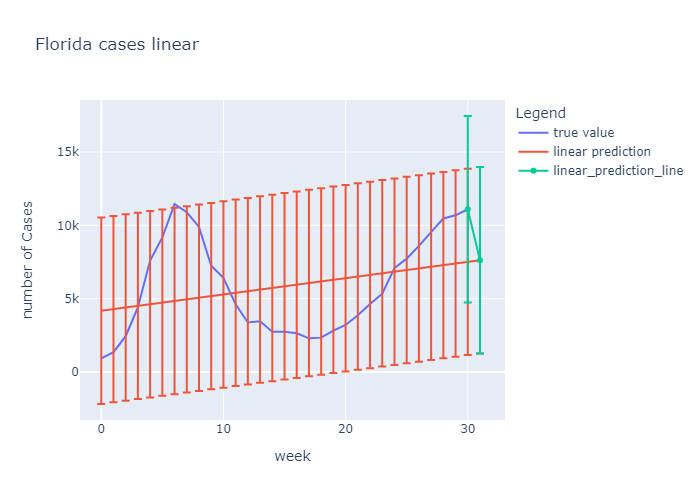 Florida cases linear
Legend
true value
linear prediction
linear_prediction_line
15k
10k
5k
0
number of Cases
0 10 20 30
week